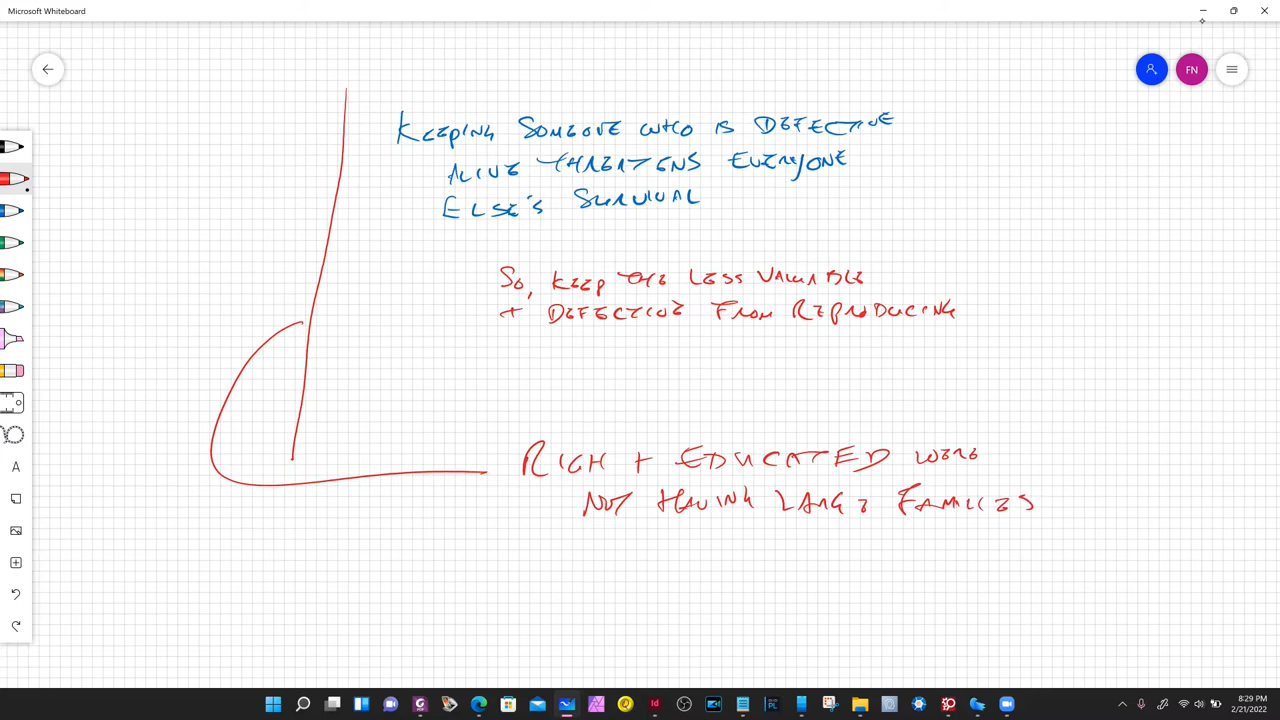 Microsoft Whiteboard
FN
KEEPING SOMEONE WHO IS DEFECTIVE
ALIVE THREATENS EVERYONE
ELSE'S SURVIVAL
SO, KEEP THE LESS VALUABLE
+ DEFECTIVE FROM REPRODUCING
RICH + EDUCATED WERE
NOT HAVING LARGE FAMILIES
A
8:29 PM
2/21/2022